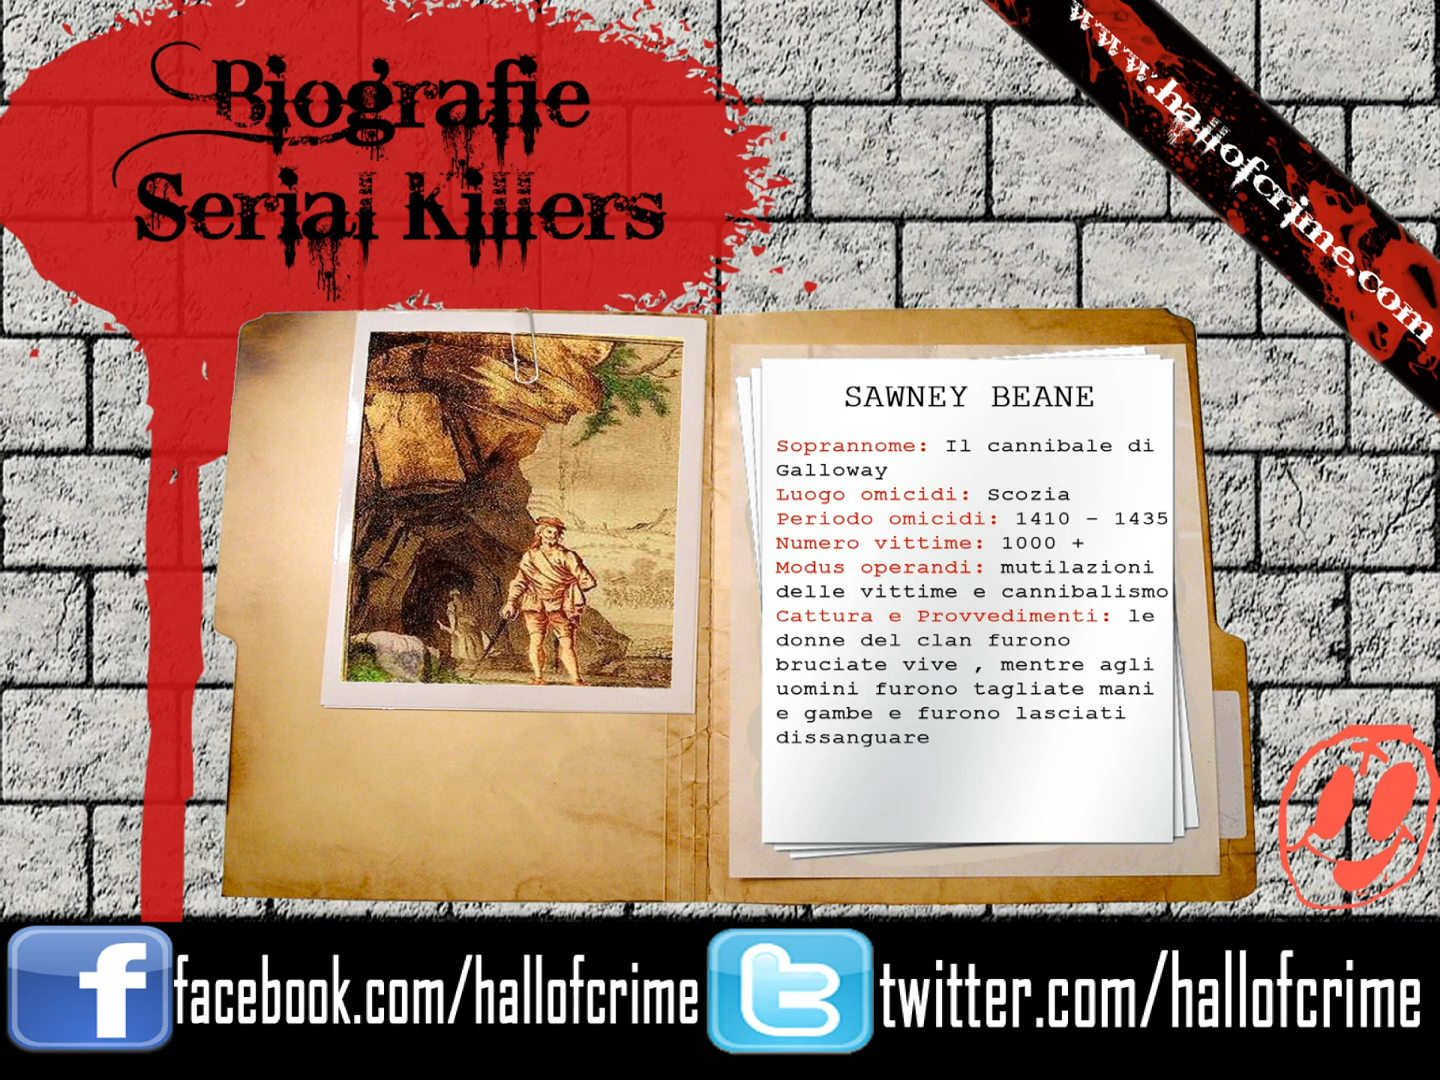 Biografie
Serial Killers
www.hallofcrime.com
SAWNEY BEANE
Soprannome: Il cannibale di
Galloway
Luogo omicidi: Scozia
Periodo omicidi: 1410 - 1435
Numero vittime: 1000 +
Modus operandi: mutilazioni
delle vittime e cannibalismo
Cattura e Provvedimenti: le
donne del clan furono
bruciate vive , mentre agli
uomini furono tagliate mani
e gambe e furono lasciati
dissanguare
facebook.com/hallofcrime
twitter.com/hallofcrime